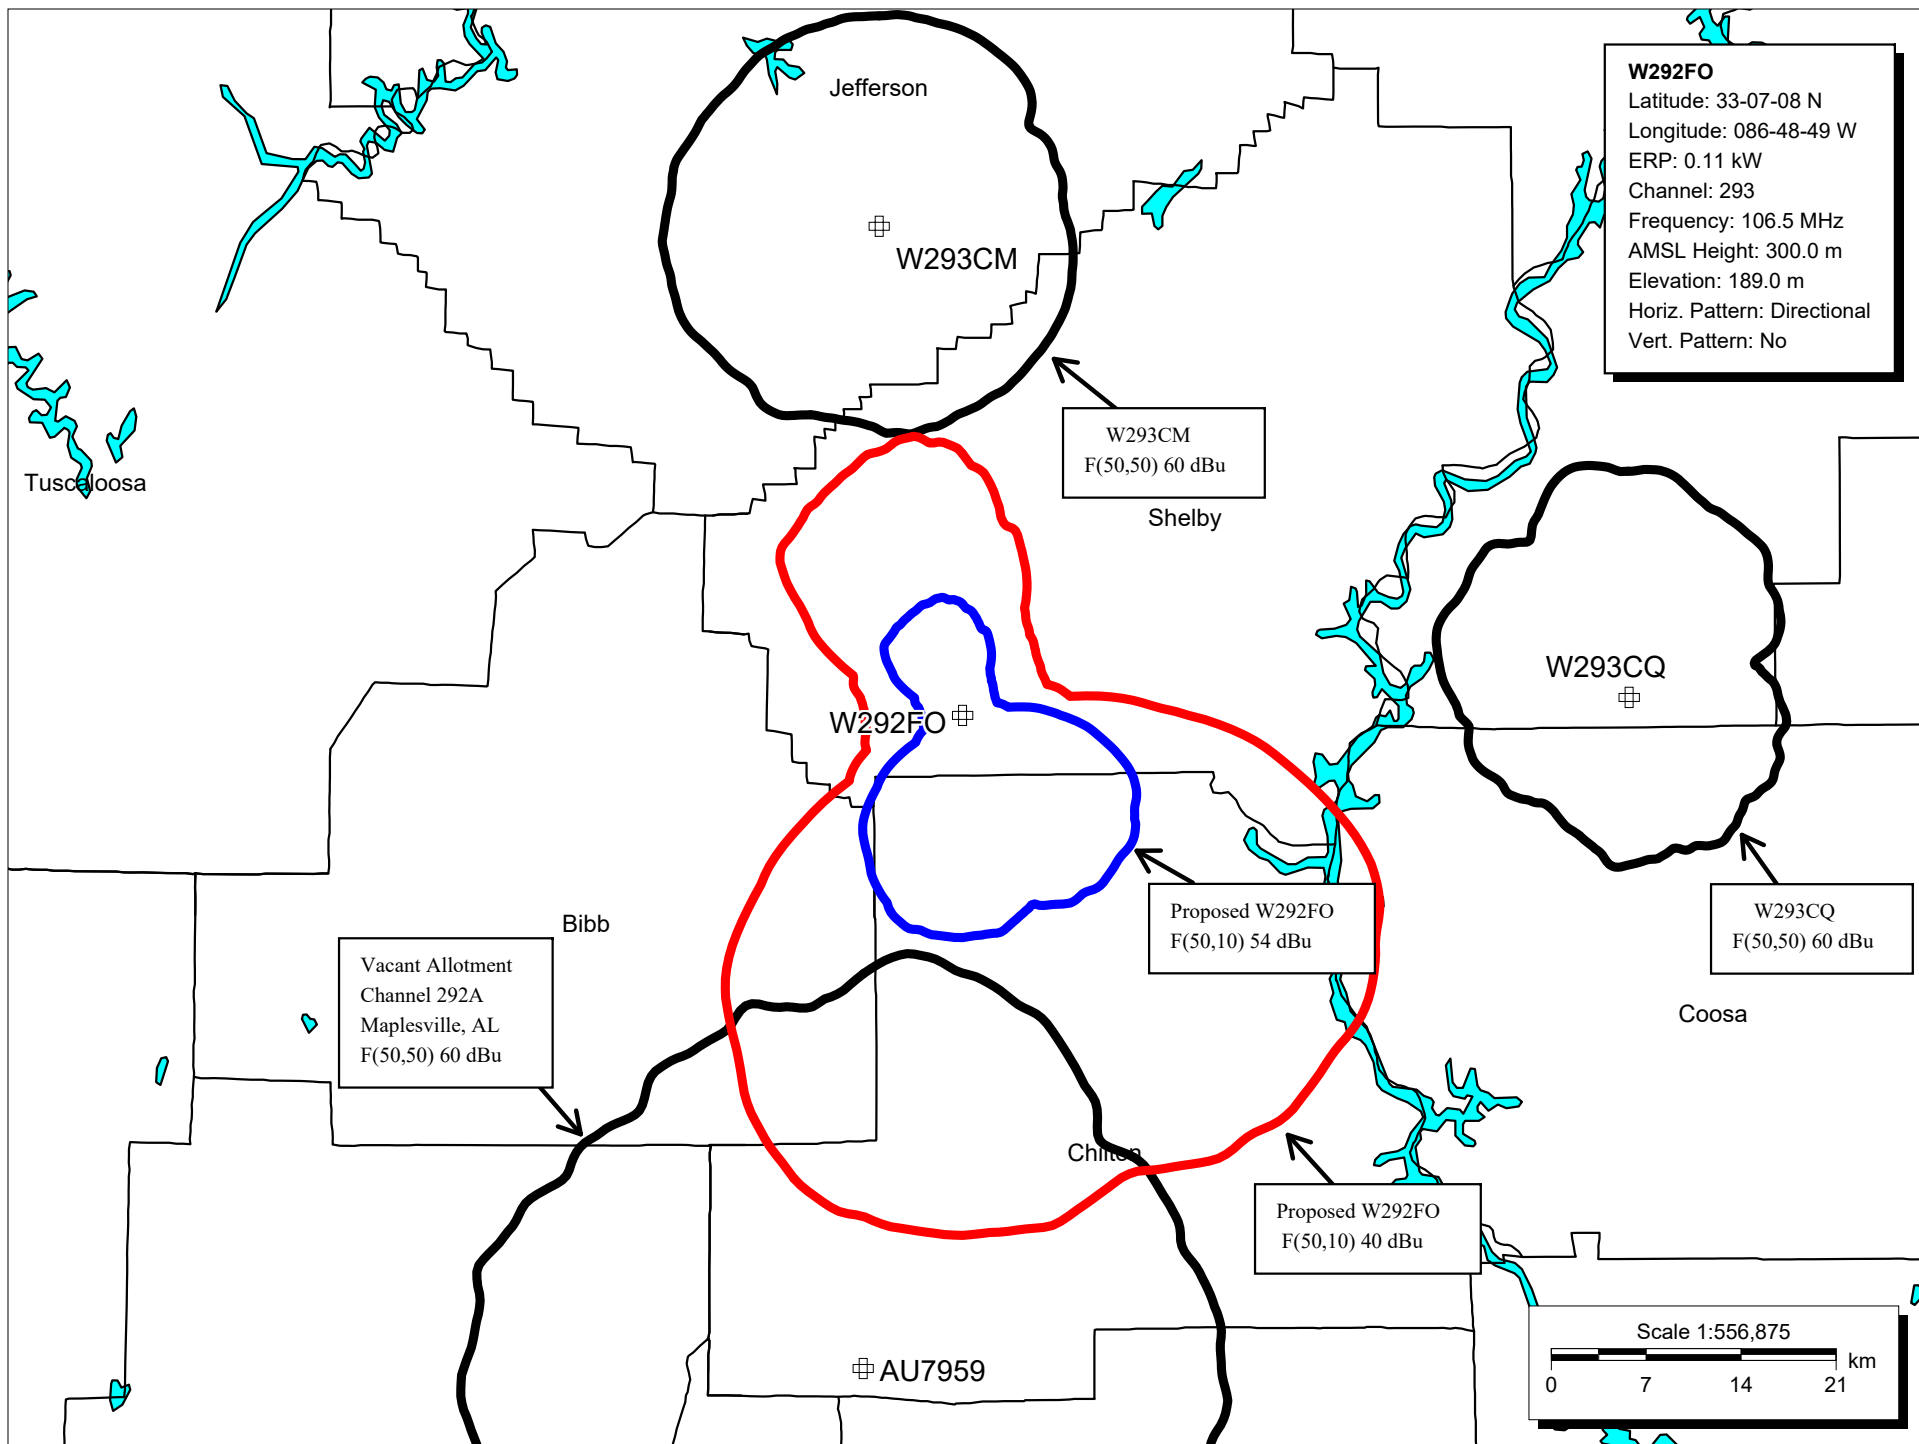 Jefferson
W293CM
W292FO
Latitude: 33-07-08 N
Longitude: 086-48-49 W
ERP: 0.11 kW
Channel: 293
Frequency: 106.5 MHz
AMSL Height: 300.0 m
Elevation: 189.0 m
Horiz. Pattern: Directional
Vert. Pattern: No
W293CM
F(50,50) 60 dBu
Tuscaloosa
Shelby
W293CQ
W292FO
Proposed W292FO
F(50,10) 54 dBu
W293CQ
F(50,50) 60 dBu
Bibb
Vacant Allotment
Channel 292A
Maplesville, AL
F(50,50) 60 dBu
Coosa
Chilton
Proposed W292FO
F(50,10) 40 dBu
AU7959
Scale 1:556,875
km
0 7 14 21